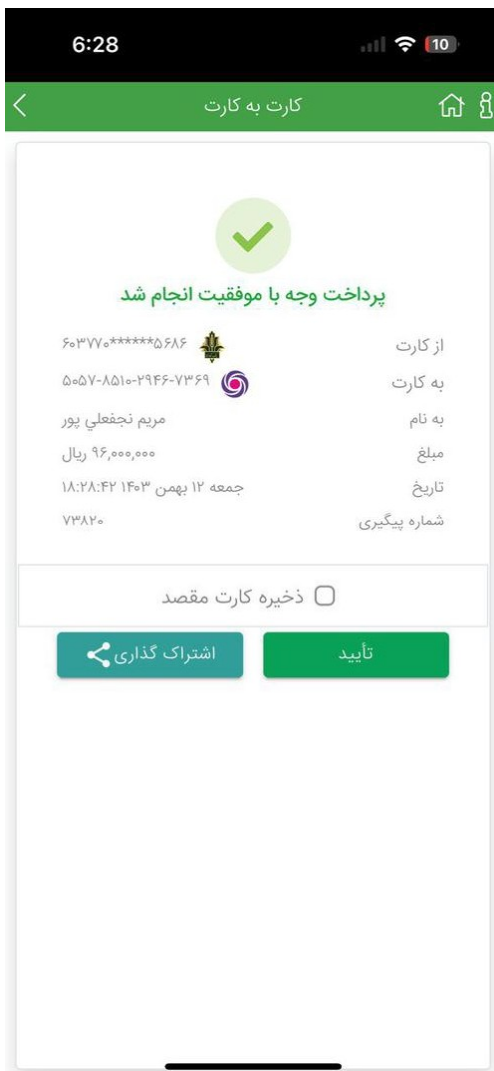 6:28
10
کارت به کارت
پرداخت وجه با موفقیت انجام شد
از کارت ۶۰۳۷۷۰******۵۶۸۶
به کارت ۵۰۵۷-۸۵۱۰-۲۹۴۶-۷۳۶۹
به نام مریم نجفعلي پور
مبلغ ۹۶,۰۰۰,۰۰۰ ریال
تاریخ جمعه ۱۲ بهمن ۱۴۰۳ ۱۸:۲۸:۴۲
شماره پیگیری ۷۳۸۲۰
ذخیره کارت مقصد
تأیید اشتراک گذاری